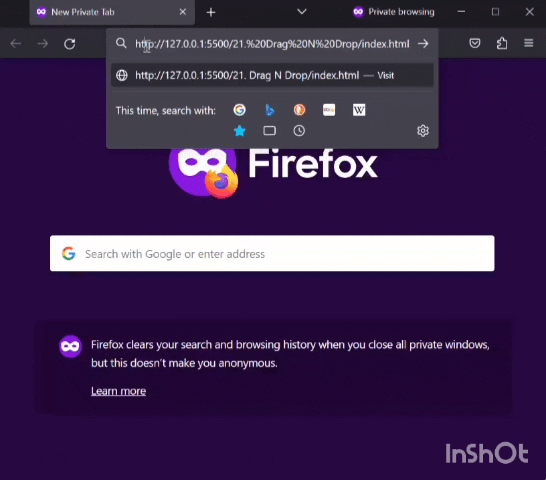 New Private Tab
Private browsing
http://127.0.0.1:5500/21.%20Drag%20N%20Drop/index.html
http://127.0.0.1:5500/21. Drag N Drop/index.html — Visit
This time, search with:
W
Firefox
Search with Google or enter address
Firefox clears your search and browsing history when you close all private windows,
but this doesn't make you anonymous.
Learn more
InShOt